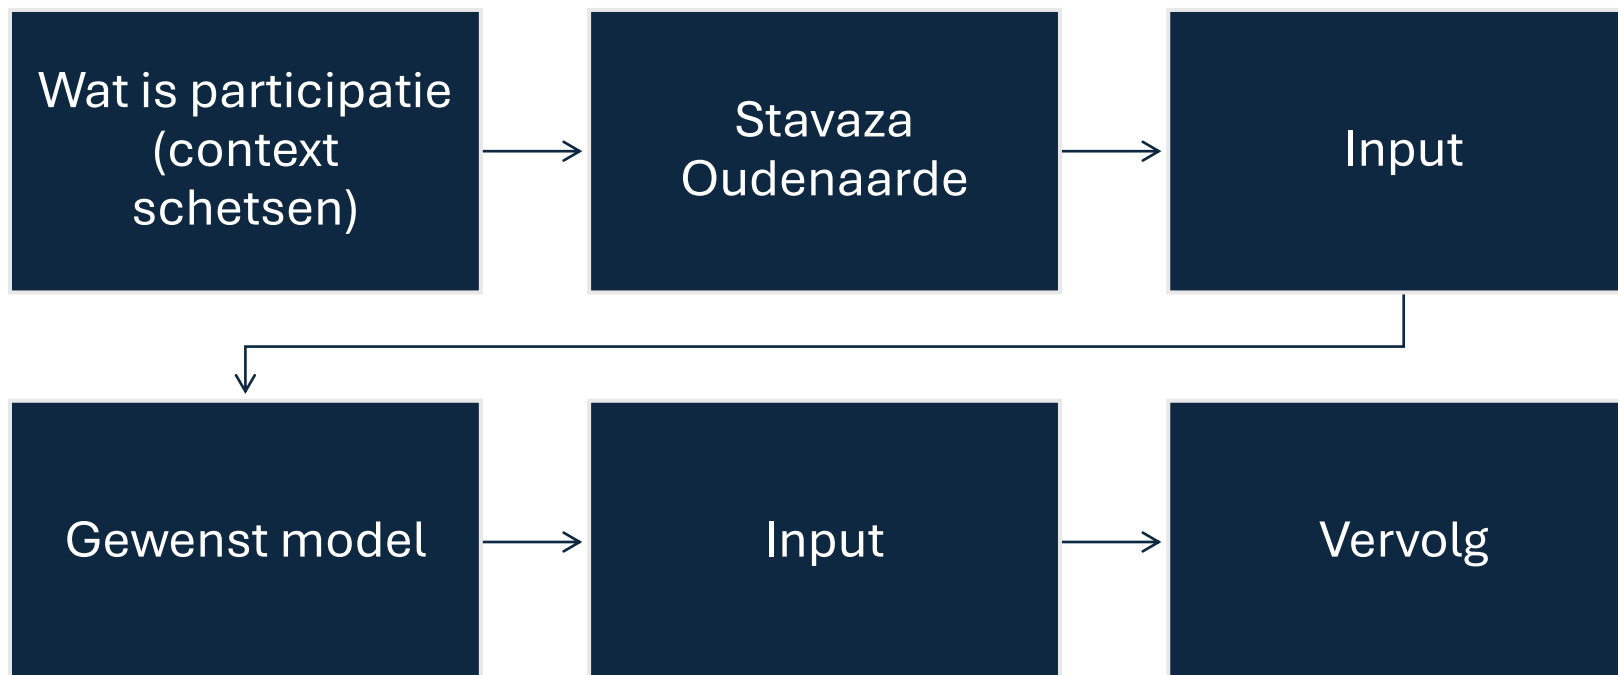 Wat is participatie
(context
schetsen)
Stavaza
Oudenaarde
Input
Gewenst model
Input
Vervolg